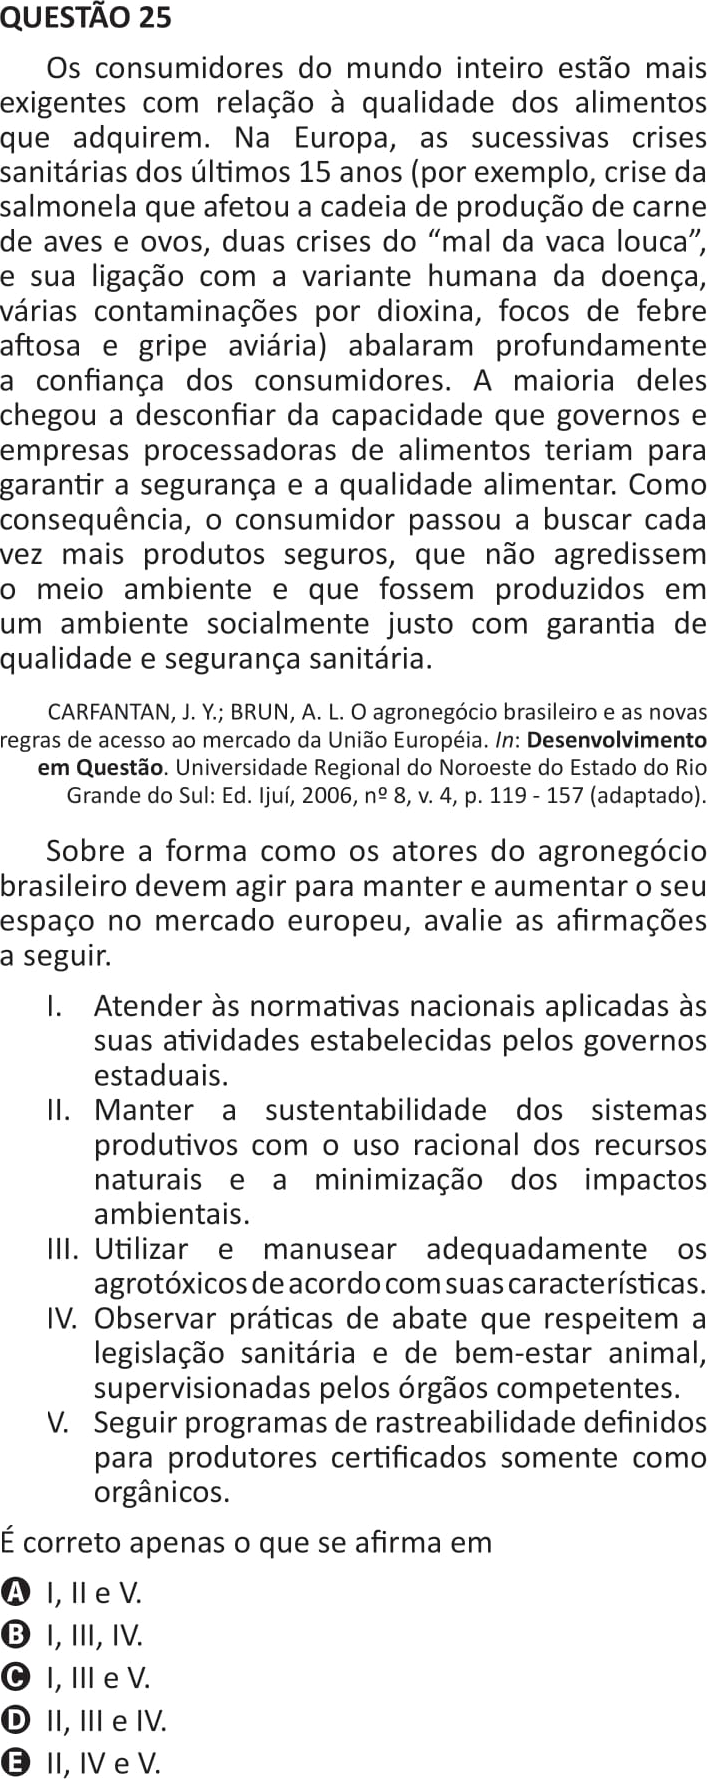 QUESTÃO 25
Os consumidores do mundo inteiro estão mais
exigentes com relação à qualidade dos alimentos
que adquirem. Na Europa, as sucessivas crises
sanitárias dos últimos 15 anos (por exemplo, crise da
salmonela que afetou a cadeia de produção de carne
de aves e ovos, duas crises do “mal da vaca louca”,
e sua ligação com a variante humana da doença,
várias contaminações por dioxina, focos de febre
aftosa e gripe aviária) abalaram profundamente
a confiança dos consumidores. A maioria deles
chegou a desconfiar da capacidade que governos e
empresas processadoras de alimentos teriam para
garantir a segurança e a qualidade alimentar. Como
consequência, o consumidor passou a buscar cada
vez mais produtos seguros, que não agredissem
o meio ambiente e que fossem produzidos em
um ambiente socialmente justo com garantia de
qualidade e segurança sanitária.
CARFANTAN, J. Y.; BRUN, A. L. O agronegócio brasileiro e as novas
regras de acesso ao mercado da União Européia. In: Desenvolvimento
em Questão. Universidade Regional do Noroeste do Estado do Rio
Grande do Sul: Ed. Ijuí, 2006, nº 8, v. 4, p. 119 - 157 (adaptado).
Sobre a forma como os atores do agronegócio
brasileiro devem agir para manter e aumentar o seu
espaço no mercado europeu, avalie as afirmações
a seguir.
I. Atender às normativas nacionais aplicadas às
suas atividades estabelecidas pelos governos
estaduais.
II. Manter a sustentabilidade dos sistemas
produtivos com o uso racional dos recursos
naturais e a minimização dos impactos
ambientais.
III. Utilizar e manusear adequadamente os
agrotóxicos de acordo com suas características.
IV. Observar práticas de abate que respeitem a
legislação sanitária e de bem-estar animal,
supervisionadas pelos órgãos competentes.
V. Seguir programas de rastreabilidade definidos
para produtores certificados somente como
orgânicos.
É correto apenas o que se afirma em
A I, II e V.
B I, III, IV.
C I, III e V.
D II, III e IV.
E II, IV e V.